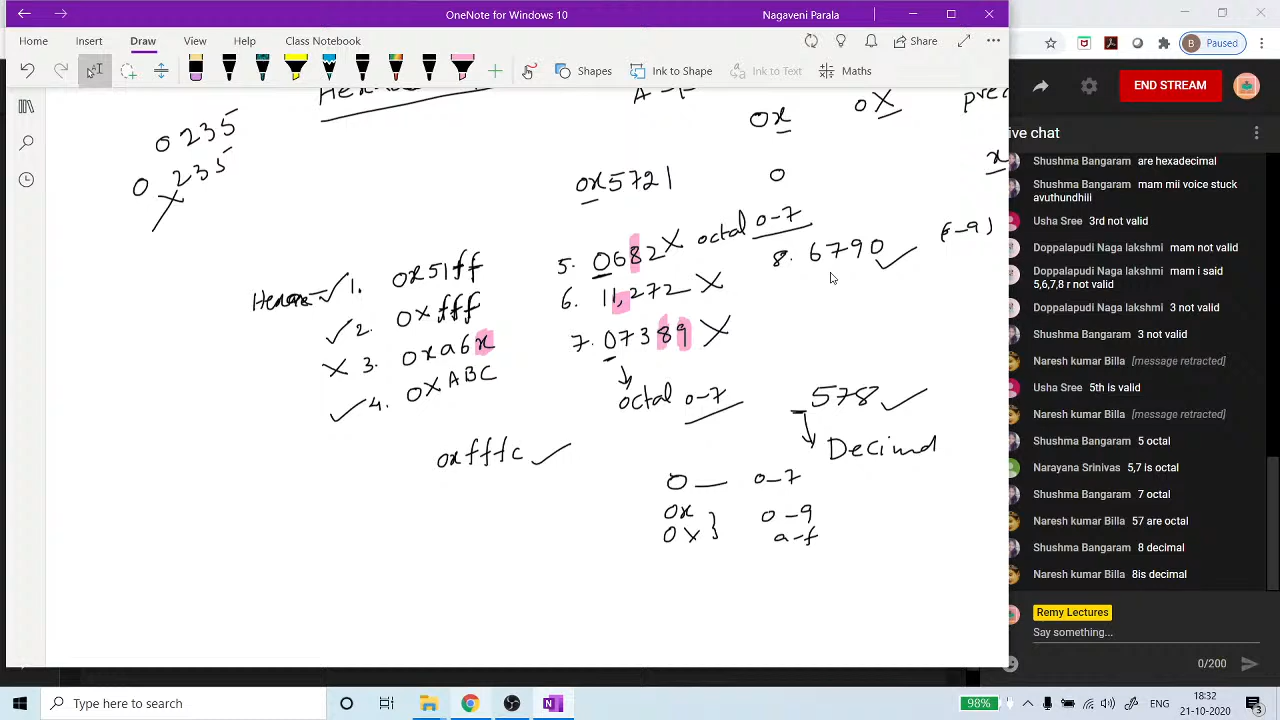 OneNote for Windows 10
Nagaveni Parala
Home Insert Draw View Help Class Notebook
Share
Shapes
Ink to Shape
Ink to Text
Maths
Paused
END STREAM
ive chat
0x
0X
0235
0 235
X
0x5721
0
x
Shushma Bangaram are hexadecimal
Shushma Bangaram mam mii voice stuck
avuthundhiii
Usha Sree 3rd not valid
Doppalapudi Naga lakshmi mam not valid
Doppalapudi Naga lakshmi mam i said
5,6,7,8 r not valid
Doppalapudi Naga lakshmi 3 not valid
Shushma Bangaram 3 not valid
Naresh kumar Billa [message retracted]
Usha Sree 5th is valid
Naresh kumar Billa [message retracted]
Shushma Bangaram 5 octal
Narayana Srinivas 5,7 is octal
Shushma Bangaram 7 octal
Naresh kumar Billa 57 are octal
Shushma Bangaram 8 decimal
Naresh kumar Billa 8is decimal
Remy Lectures
Say something...
0/200
1. 0x51ff
2. 0xfff
X 3. 0xa6x
4. 0XABC
0xfffc
5. 0682 X octal 0-7
6. 11,272 X
7. 07389 X
octal 0-7
8. 6790
578
Decimal
0 — 0-7
0x
0X } 0-9
a-f
Type here to search
98%
ENG
18:32
21-10-2020
3